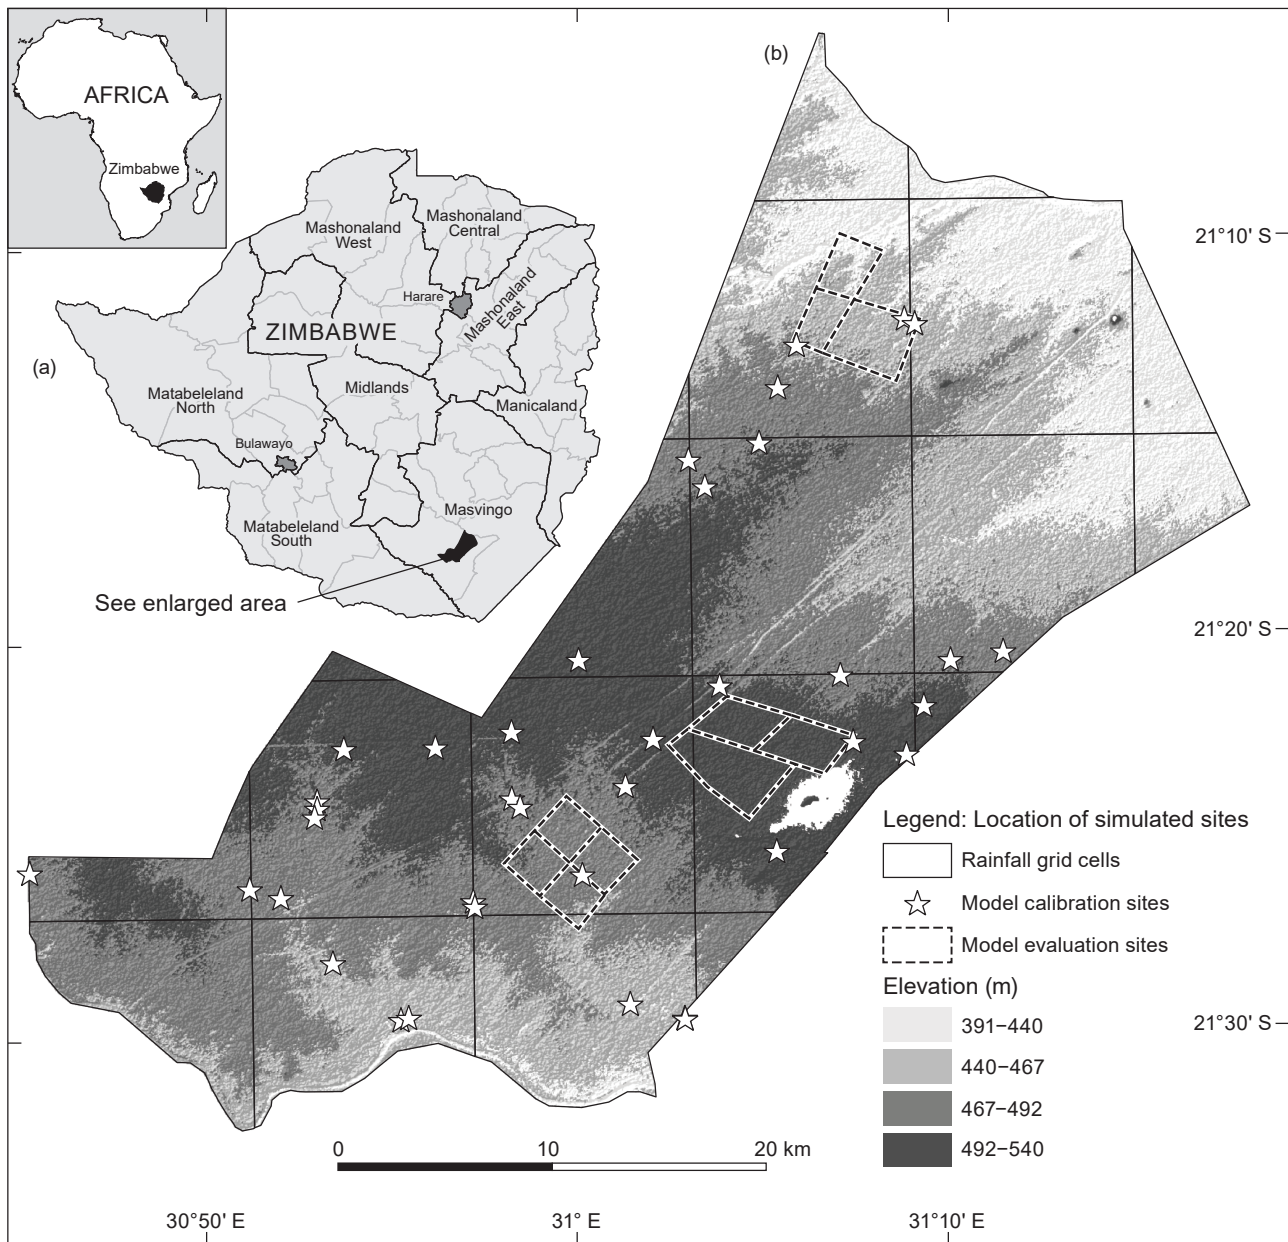 AFRICA
Zimbabwe
(a)
(b)
Mashonaland
West
Mashonaland
Central
Harare
Mashonaland
East
ZIMBABWE
Matabeleland
North
Midlands
Manicaland
Bulawayo
Matabeleland
South
Masvingo
See enlarged area
21°10' S
21°20' S
21°30' S
Legend: Location of simulated sites
Rainfall grid cells
Model calibration sites
Model evaluation sites
Elevation (m)
391–440
440–467
467–492
492–540
0 10 20 km
30°50' E 31° E 31°10' E